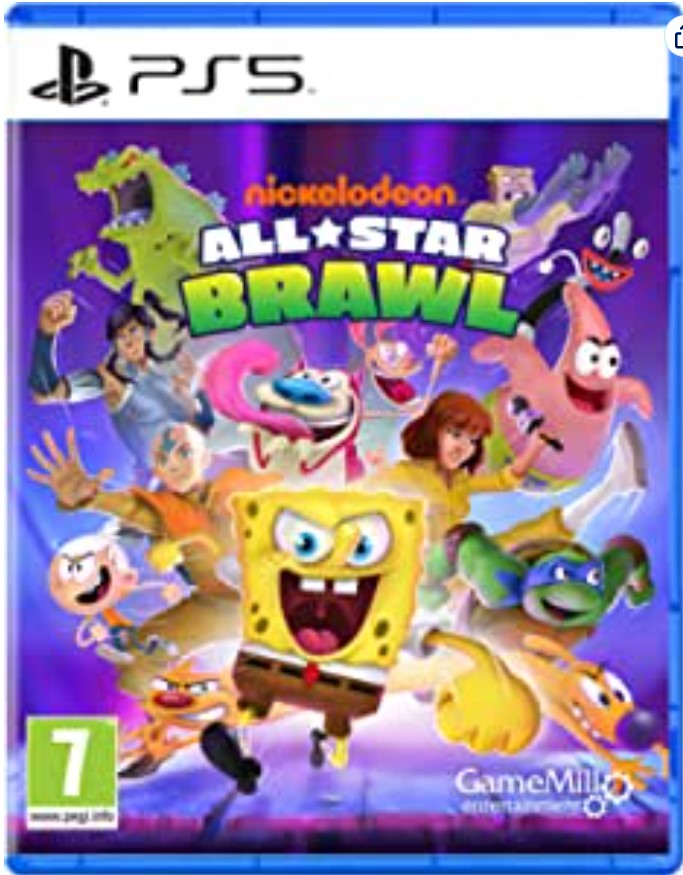 PS5
nickelodeon
ALL★STAR
BRAWL
7
www.pegi.info
GameMill
entertainment